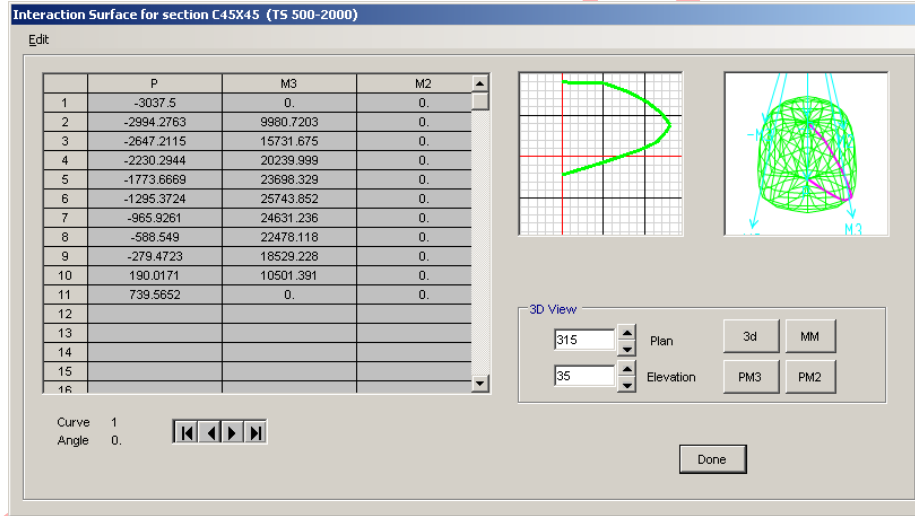 Interaction Surface for section C45X45 (TS 500-2000)
Edit
P M3 M2
1 -3037.5 0. 0.
2 -2994.2763 9980.7203 0.
3 -2647.2115 15731.675 0.
4 -2230.2944 20239.999 0.
5 -1773.6669 23698.329 0.
6 -1295.3724 25743.852 0.
7 -965.9261 24631.236 0.
8 -588.549 22478.118 0.
9 -279.4723 18529.228 0.
10 190.0171 10501.391 0.
11 739.5652 0. 0.
12
13
14
15
16
M3
3D View
315 Plan 3d MM
35 Elevation PM3 PM2
Curve 1
Angle 0.
Done